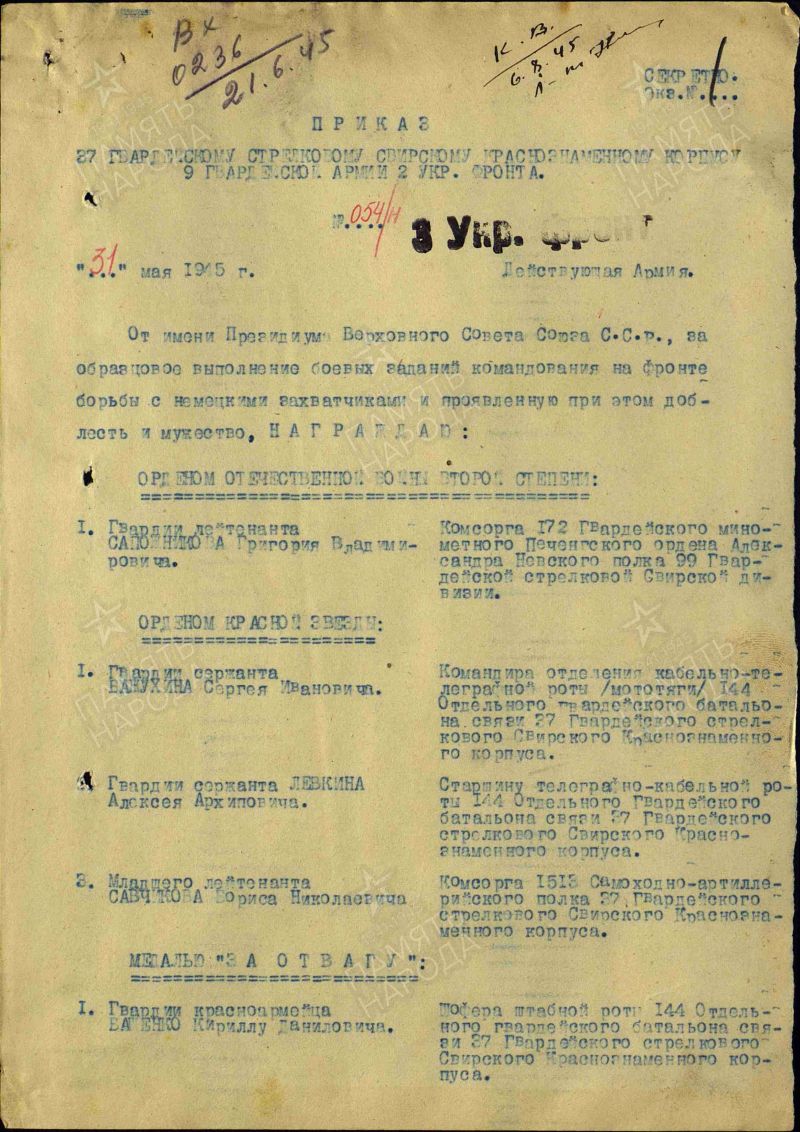 Вх
0236
21.6.45
К. В.
6.8.45
СЕКРЕТНО.
Экз.№.1...
ПРИКАЗ
37 ГВАРДЕЙСКОМУ СТРЕЛКОВОМУ СВИРСКОМУ КРАСНОЗНАМЕННОМУ КОРПУСУ
9 ГВАРДЕЙСКОЙ АРМИИ 2 УКР. ФРОНТА.
№.054/н
3 Укр. фронт
"31" мая 1945 г.
Действующая Армия.
От имени Президиума Верховного Совета Союза С.С.Р., за
образцовое выполнение боевых заданий командования на фронте
борьбы с немецкими захватчиками и проявленную при этом доб-
лесть и мужество, НАГРАЖДАЮ:
ОРДЕНОМ ОТЕЧЕСТВЕННОЙ ВОЙНЫ ВТОРОЙ СТЕПЕНИ:
1. Гвардии лейтенанта
САПОЖНИКОВА Григория Владими-
ровича.
Комсорга 172 Гвардейского мино-
метного Печенгского ордена Алек-
сандра Невского полка 99 Гвар-
дейской стрелковой Свирской ди-
визии.
ОРДЕНОМ КРАСНОЙ ЗВЕЗДЫ:
1. Гвардии сержанта
Сергея Ивановича.
Командира отделения кабельно-те-
леграфной роты /мототяги/ 144
Отдельного гвардейского батальо-
на связи 37 Гвардейского стрел-
кового Свирского Краснознаменно-
го корпуса.
2. Гвардии сержанта ЛЕВКИНА
Алексея Архиповича.
Старшину телеграфно-кабельной ро-
ты 144 Отдельного Гвардейского
батальона связи 37 Гвардейского
стрелкового Свирского Красно-
знаменного корпуса.
3. Младшего лейтенанта
САВЧКОВА Бориса Николаевича
Комсорга 1513 Самоходно-артилле-
рийского полка 37 Гвардейского
стрелкового Свирского Краснозна-
менного корпуса.
МЕДАЛЬЮ "ЗА ОТВАГУ":
1. Гвардии красноармейца
Кириллу Даниловича.
Шофера штабной роты 144 Отдель-
ного гвардейского батальона свя-
зи 37 Гвардейского стрелкового
Свирского Краснознаменного кор-
пуса.
ПАМЯТЬ НАРОДА